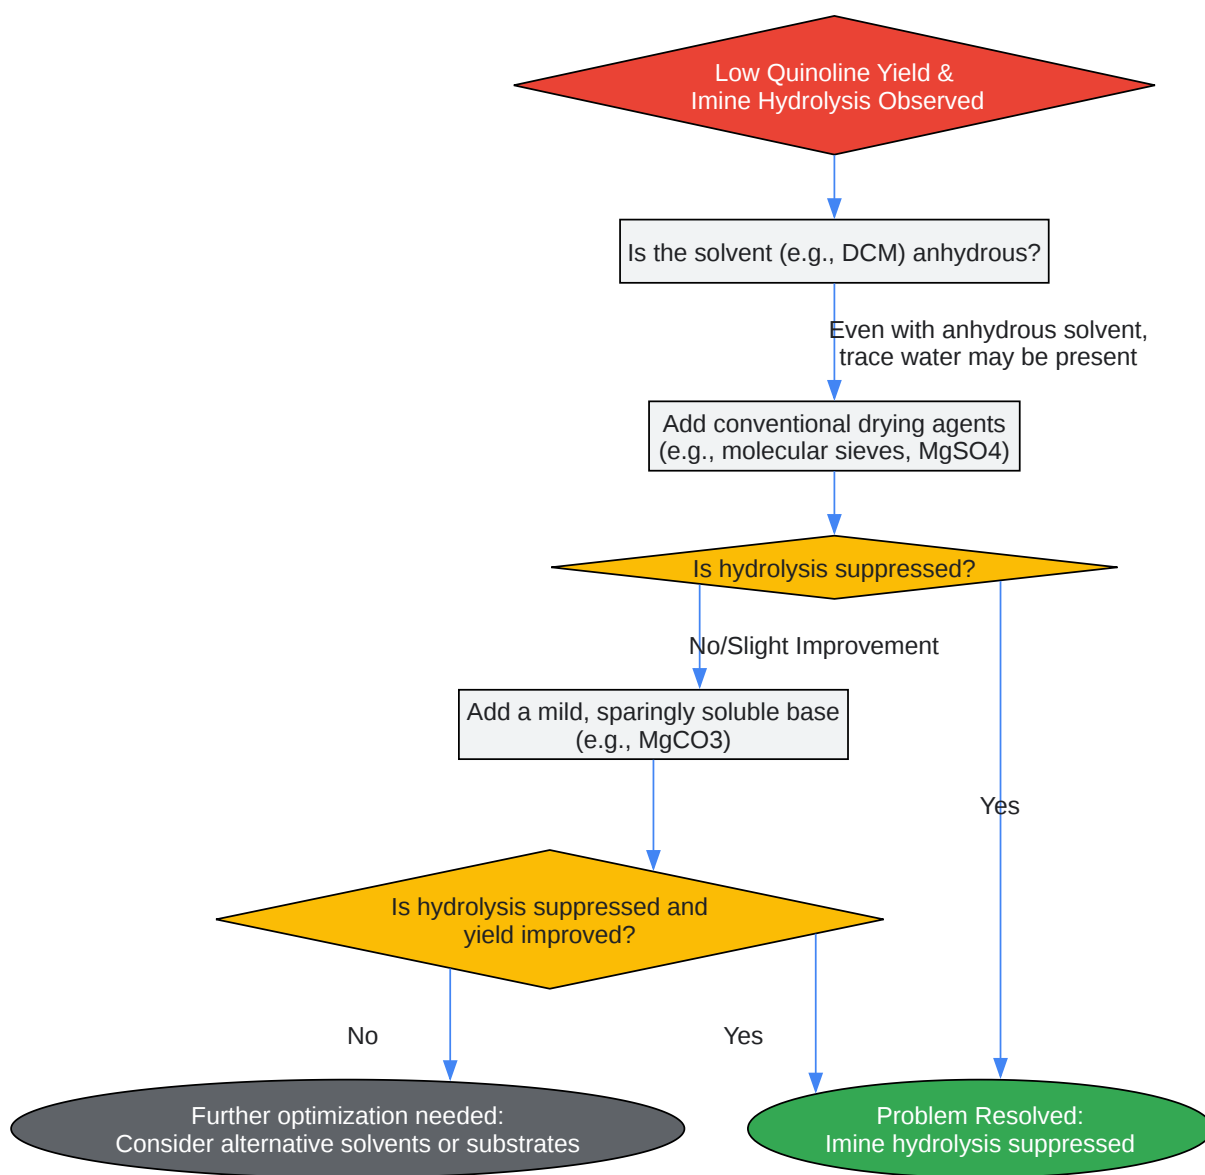 Low Quinoline Yield &
Imine Hydrolysis Observed
Is the solvent (e.g., DCM) anhydrous?
Even with anhydrous solvent,
trace water may be present
Add conventional drying agents
(e.g., molecular sieves, MgSO4)
Is hydrolysis suppressed?
No/Slight Improvement
Add a mild, sparingly soluble base
(e.g., MgCO3)
Yes
Is hydrolysis suppressed and
yield improved?
No
Yes
Further optimization needed:
Consider alternative solvents or substrates
Problem Resolved:
Imine hydrolysis suppressed